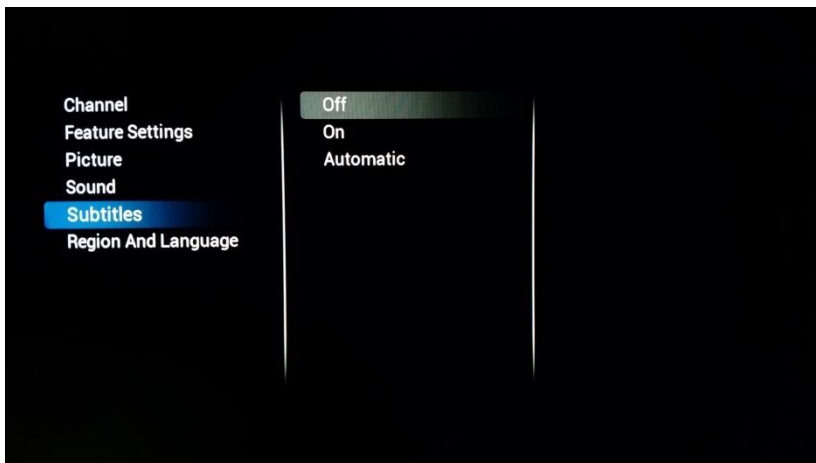 Channel
Feature Settings
Picture
Sound
Subtitles
Region And Language
Off
On
Automatic